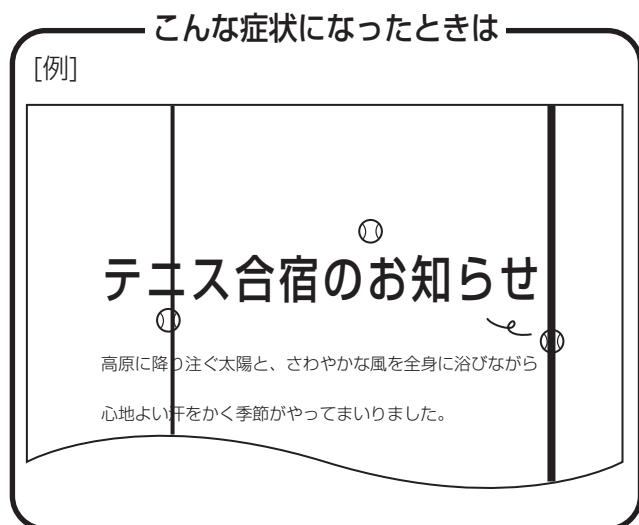 こんな症状になったときは
[例]
テニス合宿のお知らせ
高原に降り注ぐ太陽と、さわやかな風を全身に浴びながら
心地よい汗をかく季節がやってまいりました。